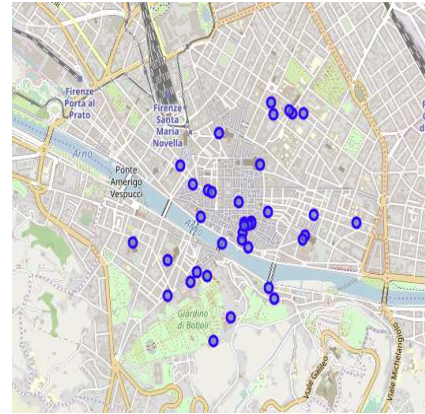 Firenze
Porta al
Prato
Firenze
Santa
Maria
Novella
Arno
Ponte
Amerigo
Vespucci
Arno
Giardino
di Boboli
Viale Galileo
Viale Michelangiolo